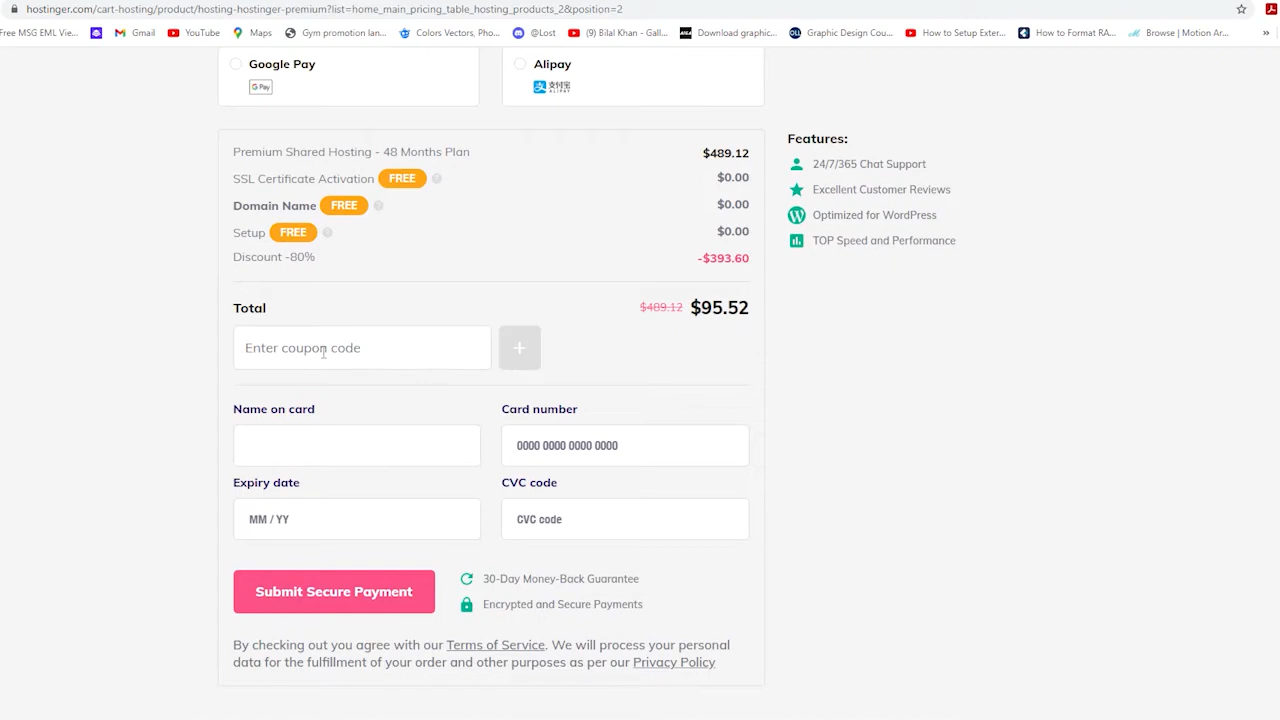 hostinger.com/cart-hosting/product/hosting-hostinger-premium?list=home_main_pricing_table_hosting_products_2&position=2
Free MSG EML Vie... Gmail YouTube Maps Gym promotion lan... Colors Vectors, Pho... @Lost (9) Bilal Khan - Gall... Download graphic... Graphic Design Cou... How to Setup Exter... How to Format RA... Browse | Motion Ar... »
Google Pay Alipay
G Pay 支付宝 ALIPAY
Premium Shared Hosting - 48 Months Plan $489.12
SSL Certificate Activation FREE $0.00
Domain Name FREE $0.00
Setup FREE $0.00
Discount -80% -$393.60
Total $489.12 $95.52
Enter coupon code +
Name on card Card number
0000 0000 0000 0000
Expiry date CVC code
MM / YY CVC code
Submit Secure Payment
30-Day Money-Back Guarantee
Encrypted and Secure Payments
By checking out you agree with our Terms of Service. We will process your personal
data for the fulfillment of your order and other purposes as per our Privacy Policy
Features:
24/7/365 Chat Support
Excellent Customer Reviews
Optimized for WordPress
TOP Speed and Performance